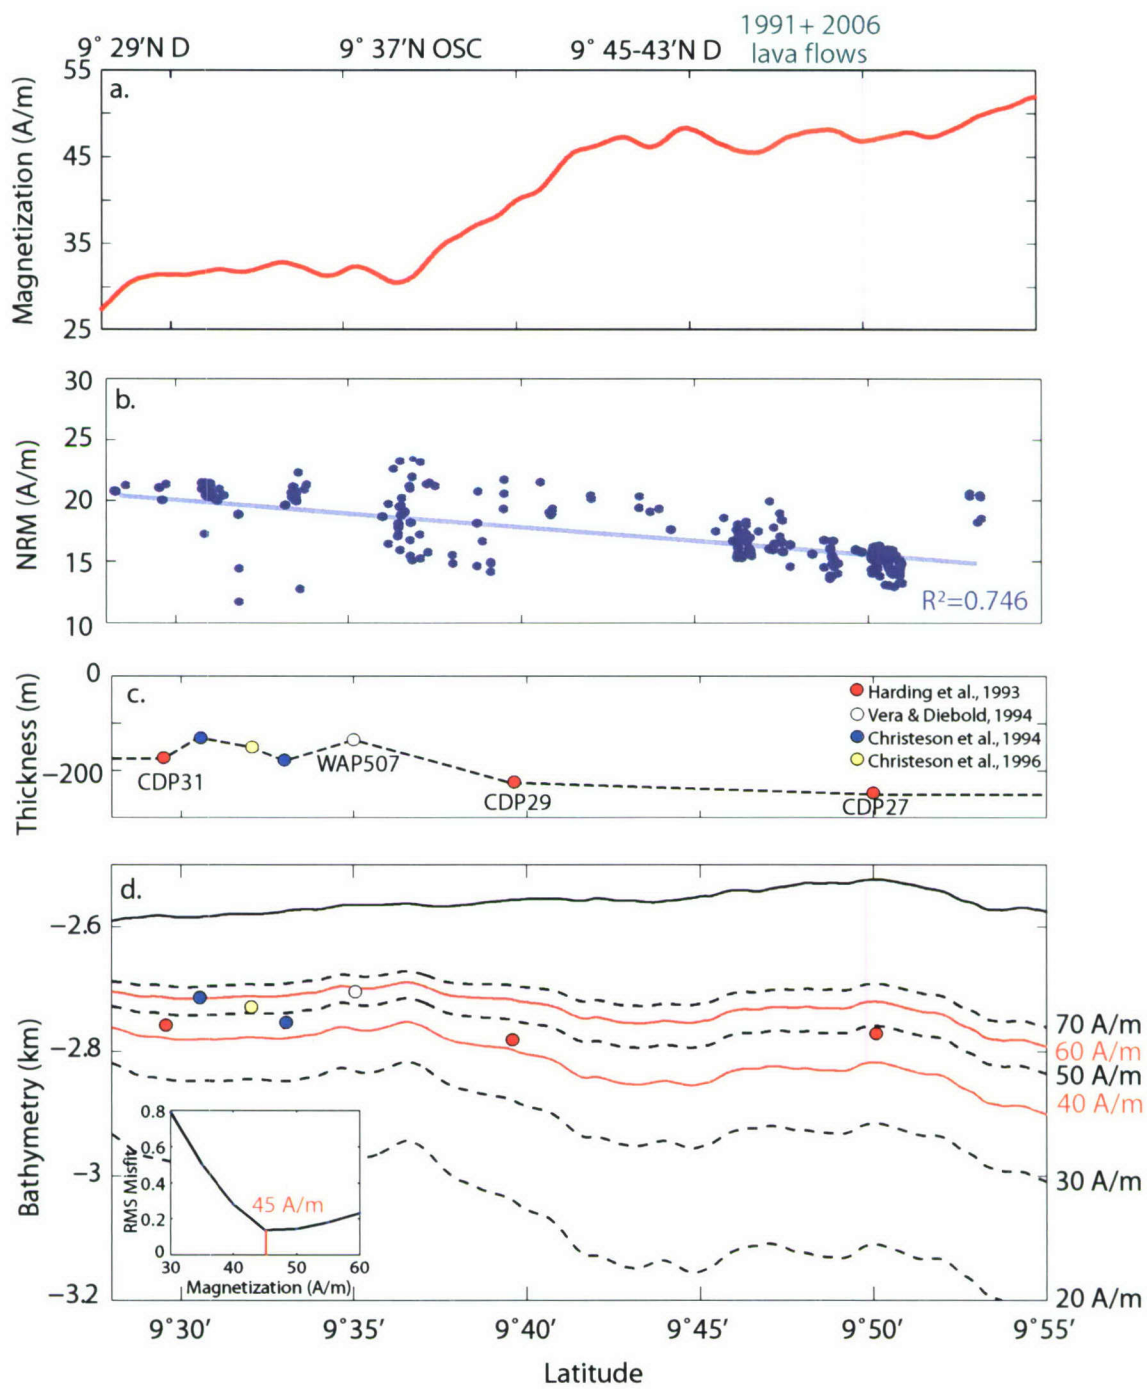 9° 29′N D
9° 37′N OSC
9° 45-43′N D
1991+ 2006
lava flows
a.
Magnetization (A/m)
55
45
35
25
b.
NRM (A/m)
30
25
20
15
10
R²=0.746
c.
Thickness (m)
0
−200
CDP31
WAP507
CDP29
CDP27
Harding et al., 1993
Vera & Diebold, 1994
Christeson et al., 1994
Christeson et al., 1996
d.
Bathymetry (km)
−2.6
−2.8
−3
−3.2
70 A/m
60 A/m
50 A/m
40 A/m
30 A/m
20 A/m
RMS Misfit
0.8
0.6
0.4
0.2
0
45 A/m
30 40 50 60
Magnetization (A/m)
9°30′ 9°35′ 9°40′ 9°45′ 9°50′ 9°55′
Latitude